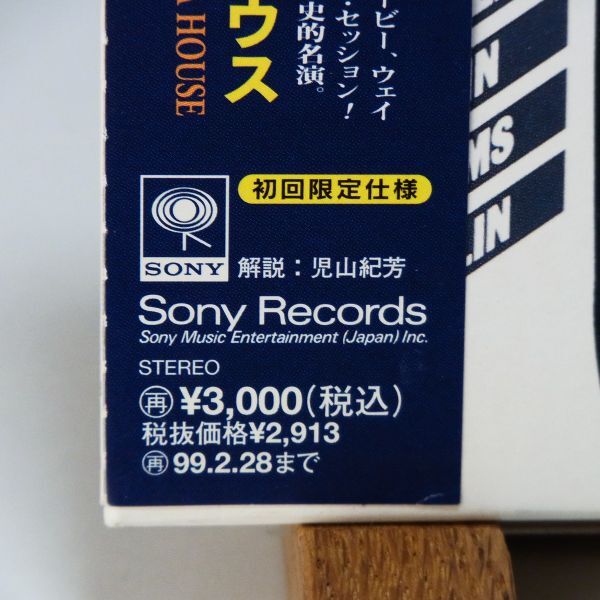 ービー、ウェイ
・セッション!
史的名演。
ウス
A HOUSE
N
MS
LIN
初回限定仕様
SONY
解説：児山紀芳
Sony Records
Sony Music Entertainment (Japan) Inc.
STEREO
再 ¥3,000(税込)
税抜価格¥2,913
再 99.2.28まで